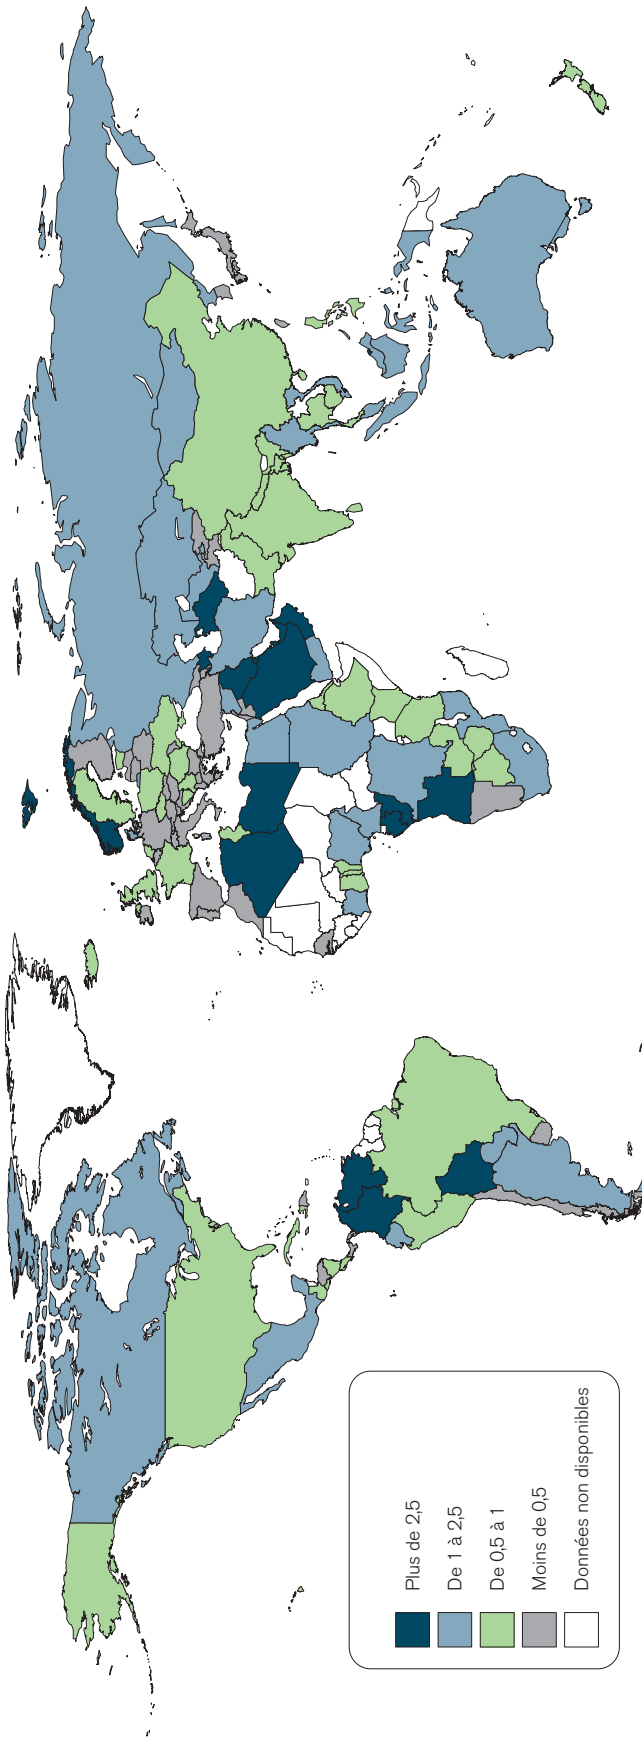 Plus de 2,5
De 1 à 2,5
De 0,5 à 1
Moins de 0,5
Données non disponibles